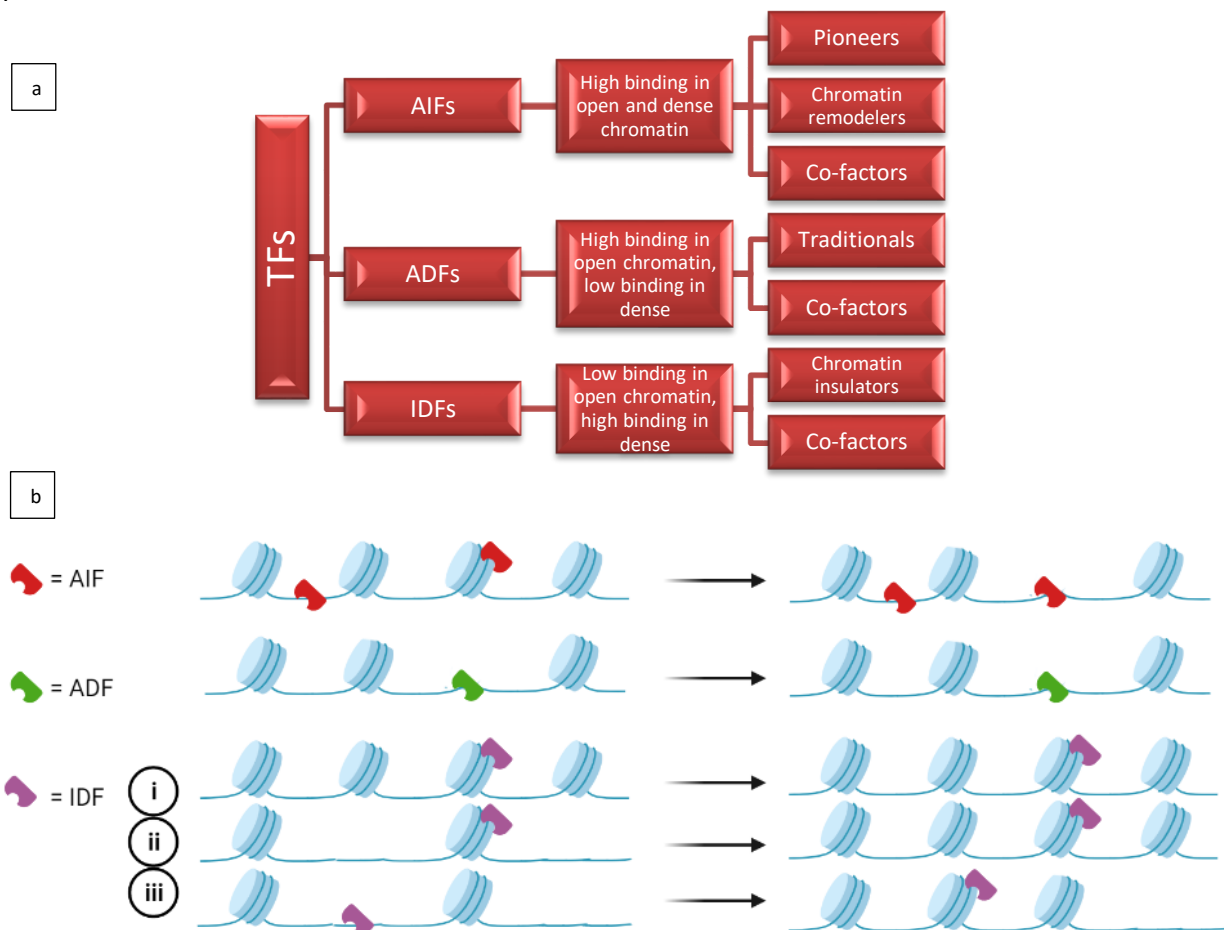 a
TFs
AIFs
High binding in
open and dense
chromatin
Pioneers
Chromatin
remodelers
Co-factors
ADFs
High binding in
open chromatin,
low binding in
dense
Traditionals
Co-factors
IDFs
Low binding in
open chromatin,
high binding in
dense
Chromatin
insulators
Co-factors
b
= AIF
= ADF
= IDF
i
ii
iii